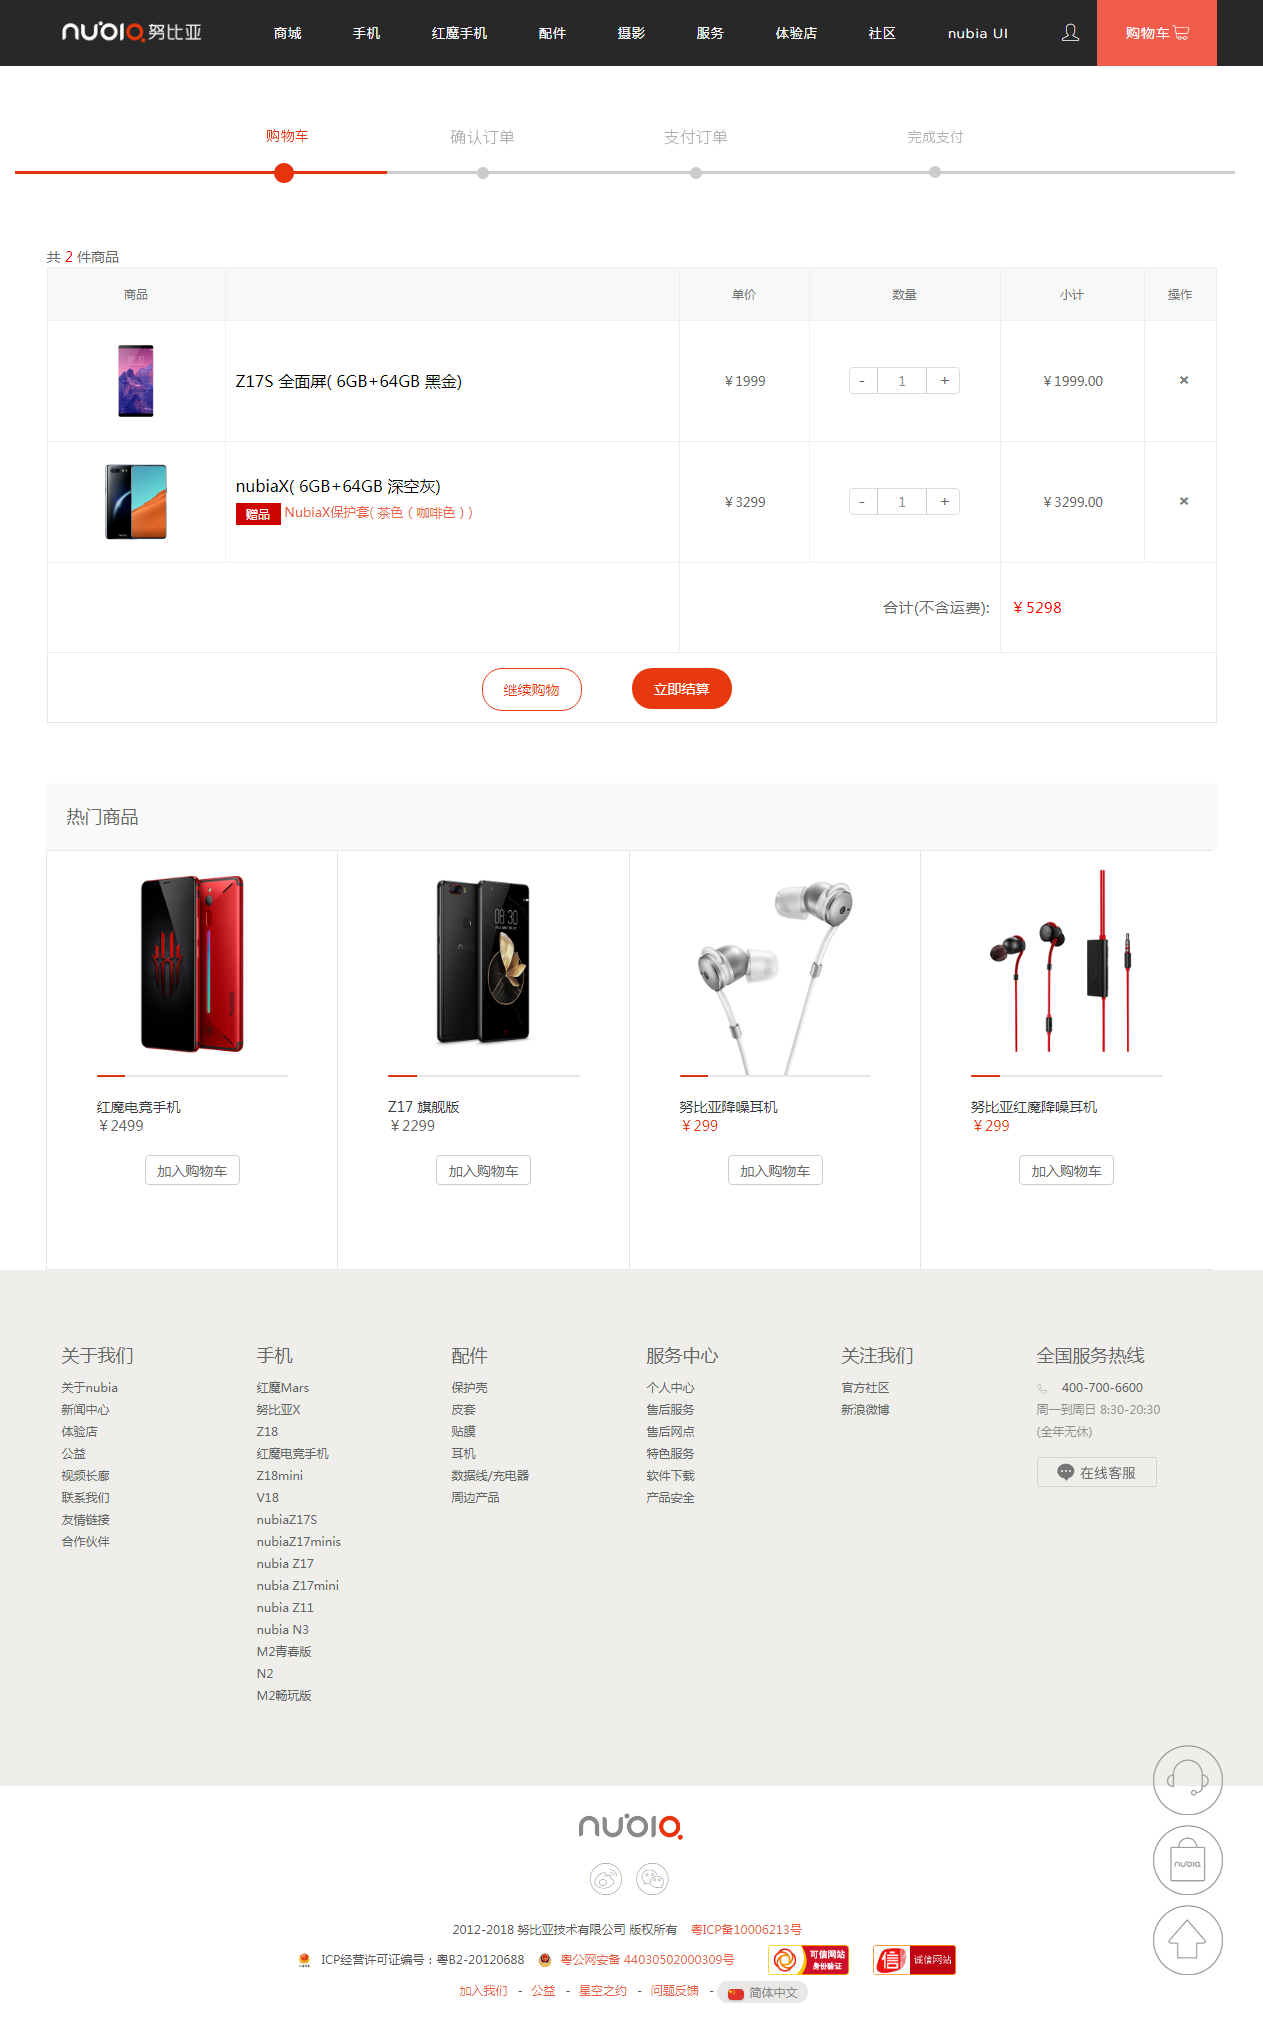 nubia 努比亚 商城 手机 红魔手机 配件 摄影 服务 体验店 社区 nubia UI 购物车
购物车 确认订单 支付订单 完成支付
共 2 件商品
商品 单价 数量 小计 操作
Z17S 全面屏( 6GB+64GB 黑金) ￥1999 - 1 + ￥1999.00 ×
nubiaX( 6GB+64GB 深空灰)
赠品 NubiaX保护套( 茶色 ( 咖啡色 ) ) ￥3299 - 1 + ￥3299.00 ×
合计(不含运费): ￥5298
继续购物 立即结算
热门商品
红魔电竞手机 Z17 旗舰版 努比亚降噪耳机 努比亚红魔降噪耳机
￥2499 ￥2299 ￥299 ￥299
加入购物车 加入购物车 加入购物车 加入购物车
关于我们
关于nubia
新闻中心
体验店
公益
视频长廊
联系我们
友情链接
合作伙伴
手机
红魔Mars
努比亚X
Z18
红魔电竞手机
Z18mini
V18
nubiaZ17S
nubiaZ17minis
nubia Z17
nubia Z17mini
nubia Z11
nubia N3
M2青春版
N2
M2畅玩版
配件
保护壳
皮套
贴膜
耳机
数据线/充电器
周边产品
服务中心
个人中心
售后服务
售后网点
特色服务
软件下载
产品安全
关注我们
官方社区
新浪微博
全国服务热线
400-700-6600
周一到周日 8:30-20:30
(全年无休)
在线客服
nubia
nubia
2012-2018 努比亚技术有限公司 版权所有 粤ICP备10006213号
ICP经营许可证编号：粤B2-20120688 粤公网安备 44030502000309号 可信网站 身份验证 信 诚信网站
加入我们 - 公益 - 星空之约 - 问题反馈 - 简体中文